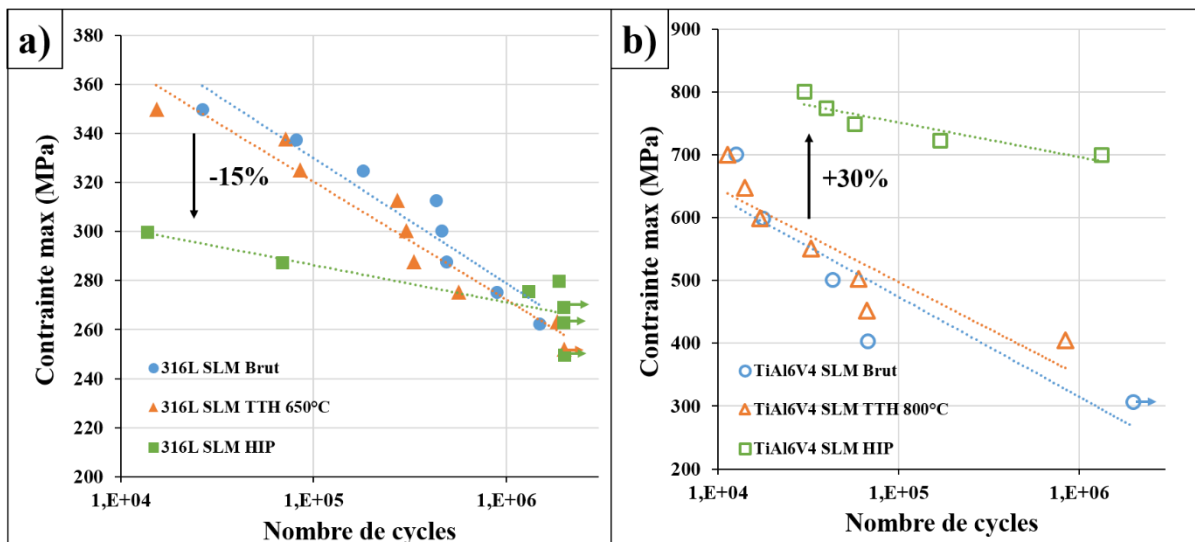 a)
Contrainte max (MPa)
380
360
340
320
300
280
260
240
220
200
-15%
316L SLM Brut
316L SLM TTH 650°C
316L SLM HIP
1,E+04
1,E+05
1,E+06
Nombre de cycles
b)
Contrainte max (MPa)
900
800
700
600
500
400
300
200
+30%
TiAl6V4 SLM Brut
TiAl6V4 SLM TTH 800°C
TiAl6V4 SLM HIP
1,E+04
1,E+05
1,E+06
Nombre de cycles